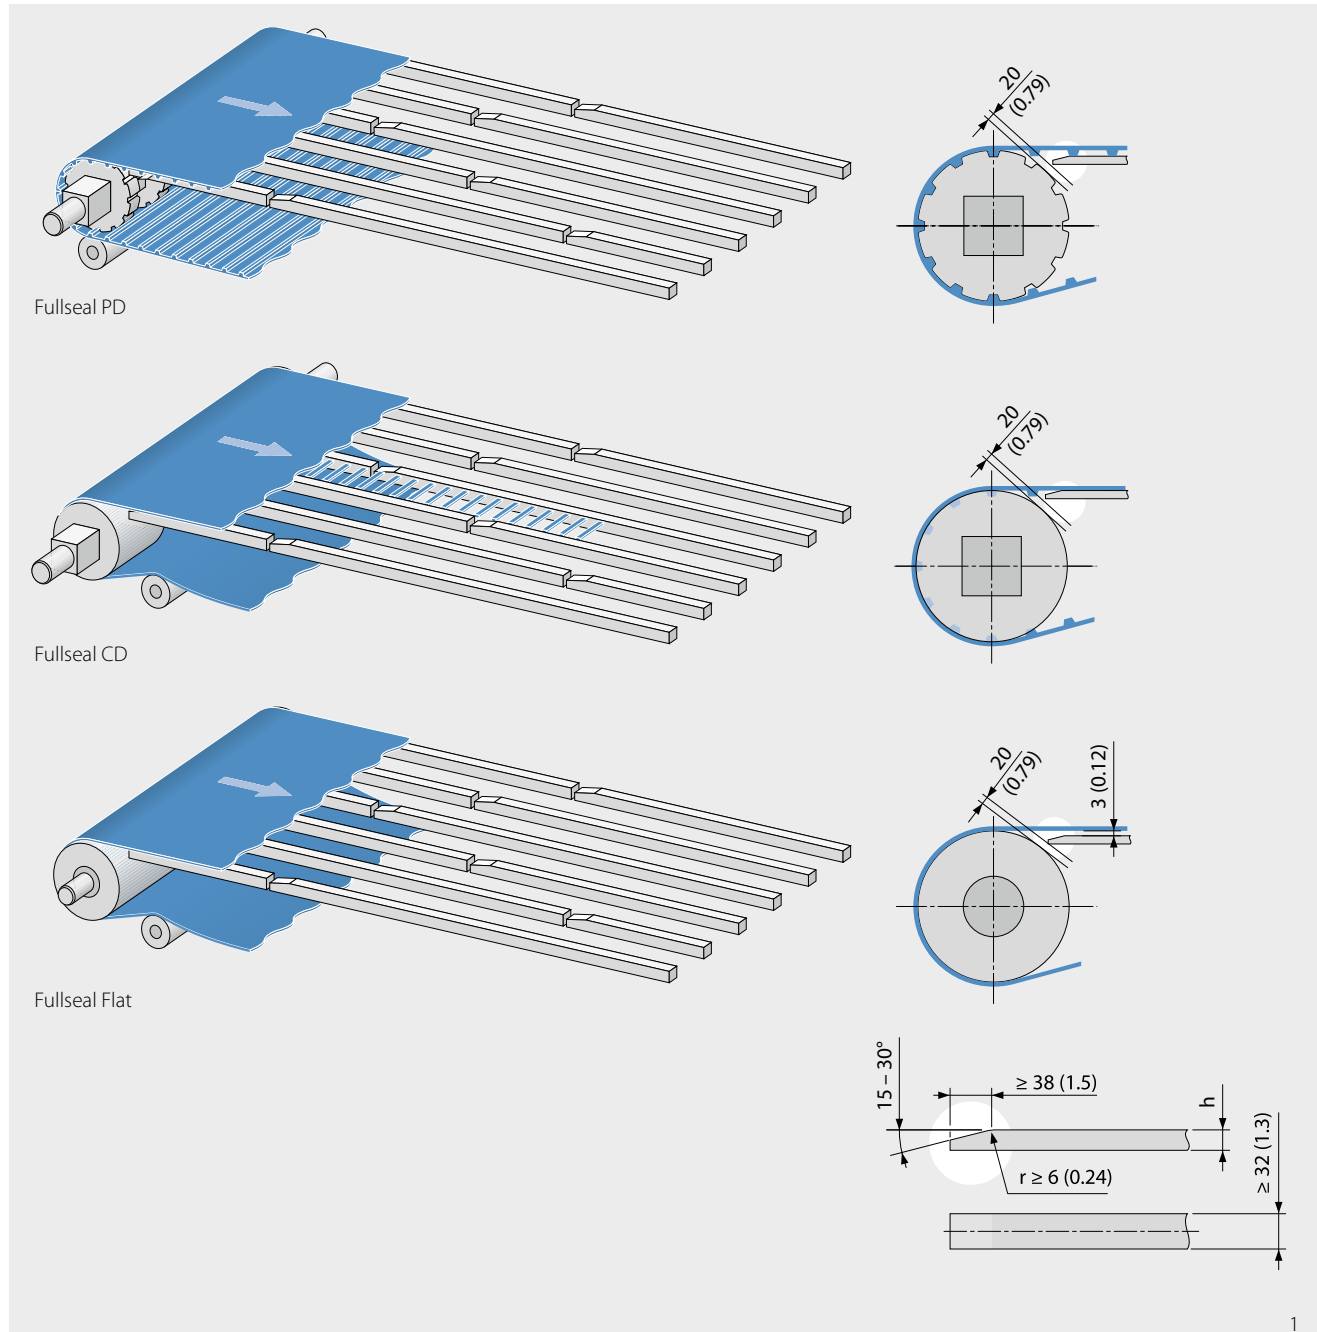 20
(0.79)
Fullseal PD
20
(0.79)
Fullseal CD
20
(0.79)
3 (0.12)
Fullseal Flat
15 – 30°
≥ 38 (1.5)
h
≥ 32 (1.3)
r ≥ 6 (0.24)
1